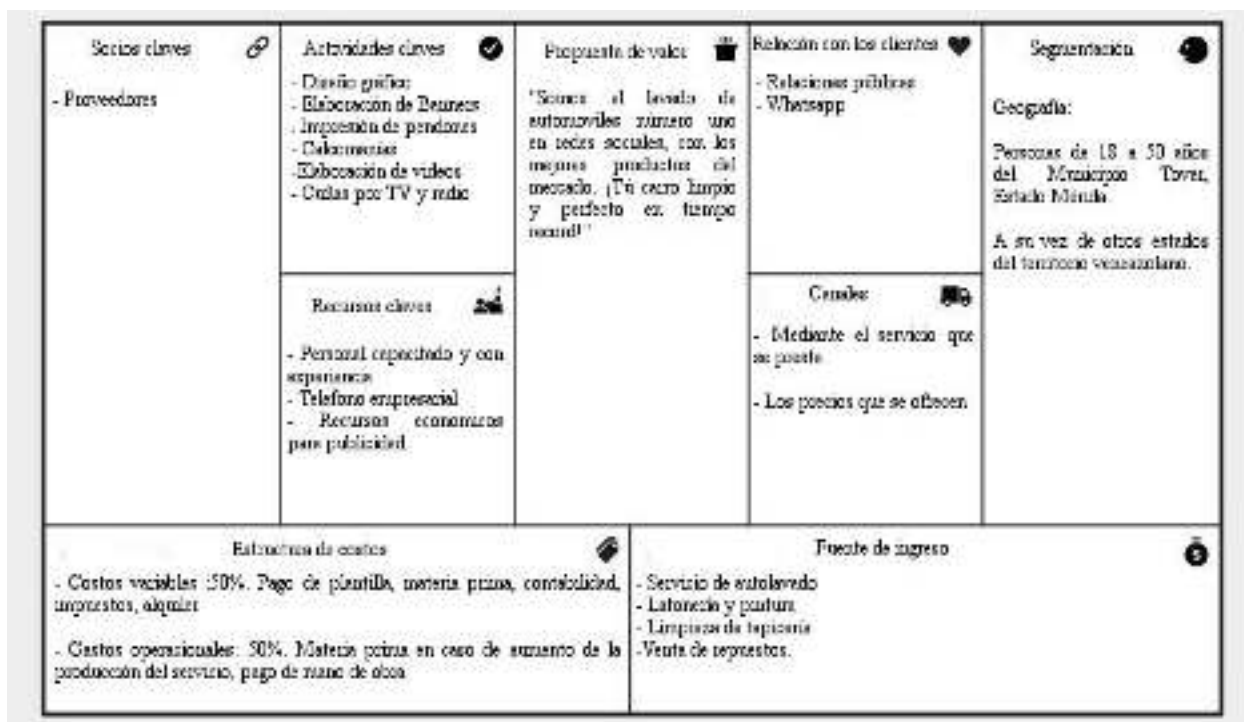 Socios claves
- Proveedores
Actividades claves
- Diseño gráfico
- Elaboración de Banners
- Impresión de pendones
- Calcomanías
-Elaboración de videos
- Cuñas por TV y radio
Recursos claves
- Personal capacitado y con
experiencia
- Telefono empresarial
- Recursos economicos
para publicidad
Propuesta de valor
"Somos el lavado de
automoviles número uno
en redes sociales, con los
mejores productos del
mercado. ¡Tú carro limpio
y perfecto en tiempo
record!"
Relación con los clientes
- Relaciones públicas
- Whatsapp
Canales
- Mediante el servicio que
se preste
- Los precios que se ofrecen
Segmentación
Geografía:
Personas de 18 a 50 años
del Municipio Tovar,
Estado Mérida.
A su vez de otros estados
del territorio venezolano.
Estructura de costos
- Costos variables :50%. Pago de plantilla, materia prima, contabilidad,
impuestos, alquiler
- Gastos operacionales: 50%. Materia prima en caso de aumento de la
producción del servicio, pago de mano de obra
Fuente de ingreso
- Servicio de autolavado
- Latonería y pintura
- Limpieza de tapicería
-Venta de repuestos.